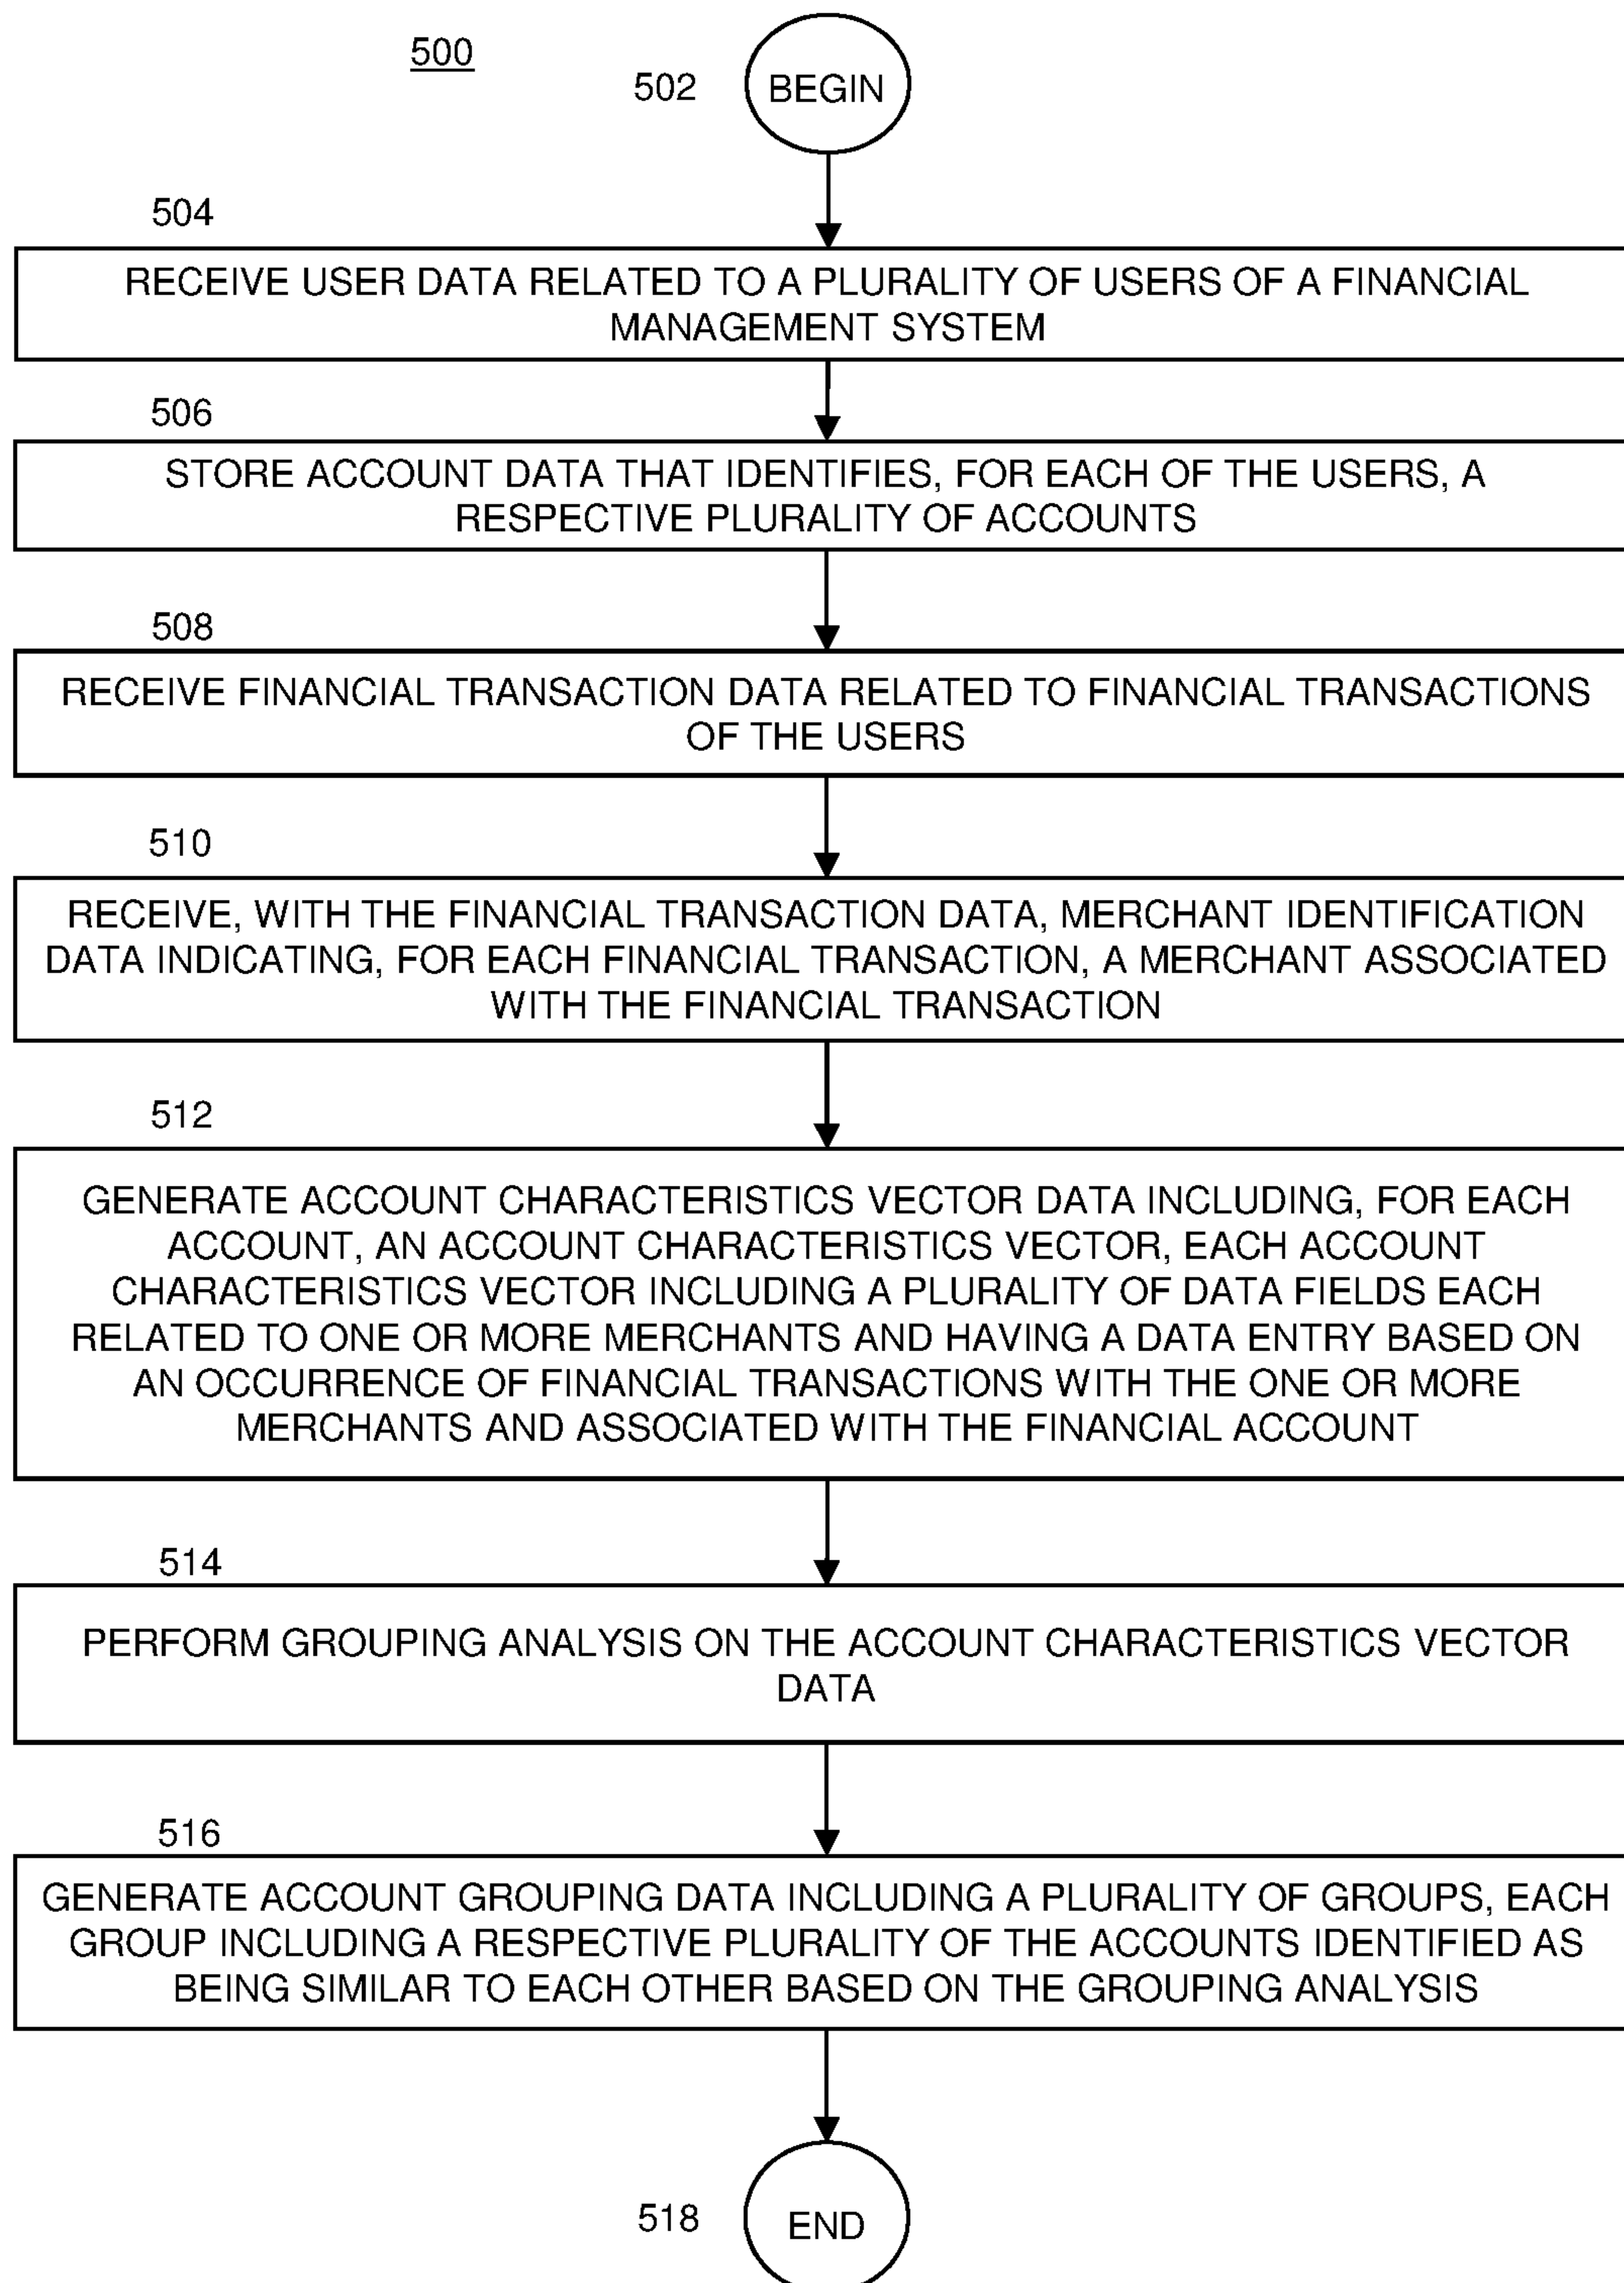 500
502
BEGIN
504
RECEIVE USER DATA RELATED TO A PLURALITY OF USERS OF A FINANCIAL
MANAGEMENT SYSTEM
506
STORE ACCOUNT DATA THAT IDENTIFIES, FOR EACH OF THE USERS, A
RESPECTIVE PLURALITY OF ACCOUNTS
508
RECEIVE FINANCIAL TRANSACTION DATA RELATED TO FINANCIAL TRANSACTIONS
OF THE USERS
510
RECEIVE, WITH THE FINANCIAL TRANSACTION DATA, MERCHANT IDENTIFICATION
DATA INDICATING, FOR EACH FINANCIAL TRANSACTION, A MERCHANT ASSOCIATED
WITH THE FINANCIAL TRANSACTION
512
GENERATE ACCOUNT CHARACTERISTICS VECTOR DATA INCLUDING, FOR EACH
ACCOUNT, AN ACCOUNT CHARACTERISTICS VECTOR, EACH ACCOUNT
CHARACTERISTICS VECTOR INCLUDING A PLURALITY OF DATA FIELDS EACH
RELATED TO ONE OR MORE MERCHANTS AND HAVING A DATA ENTRY BASED ON
AN OCCURRENCE OF FINANCIAL TRANSACTIONS WITH THE ONE OR MORE
MERCHANTS AND ASSOCIATED WITH THE FINANCIAL ACCOUNT
514
PERFORM GROUPING ANALYSIS ON THE ACCOUNT CHARACTERISTICS VECTOR
DATA
516
GENERATE ACCOUNT GROUPING DATA INCLUDING A PLURALITY OF GROUPS, EACH
GROUP INCLUDING A RESPECTIVE PLURALITY OF THE ACCOUNTS IDENTIFIED AS
BEING SIMILAR TO EACH OTHER BASED ON THE GROUPING ANALYSIS
518
END